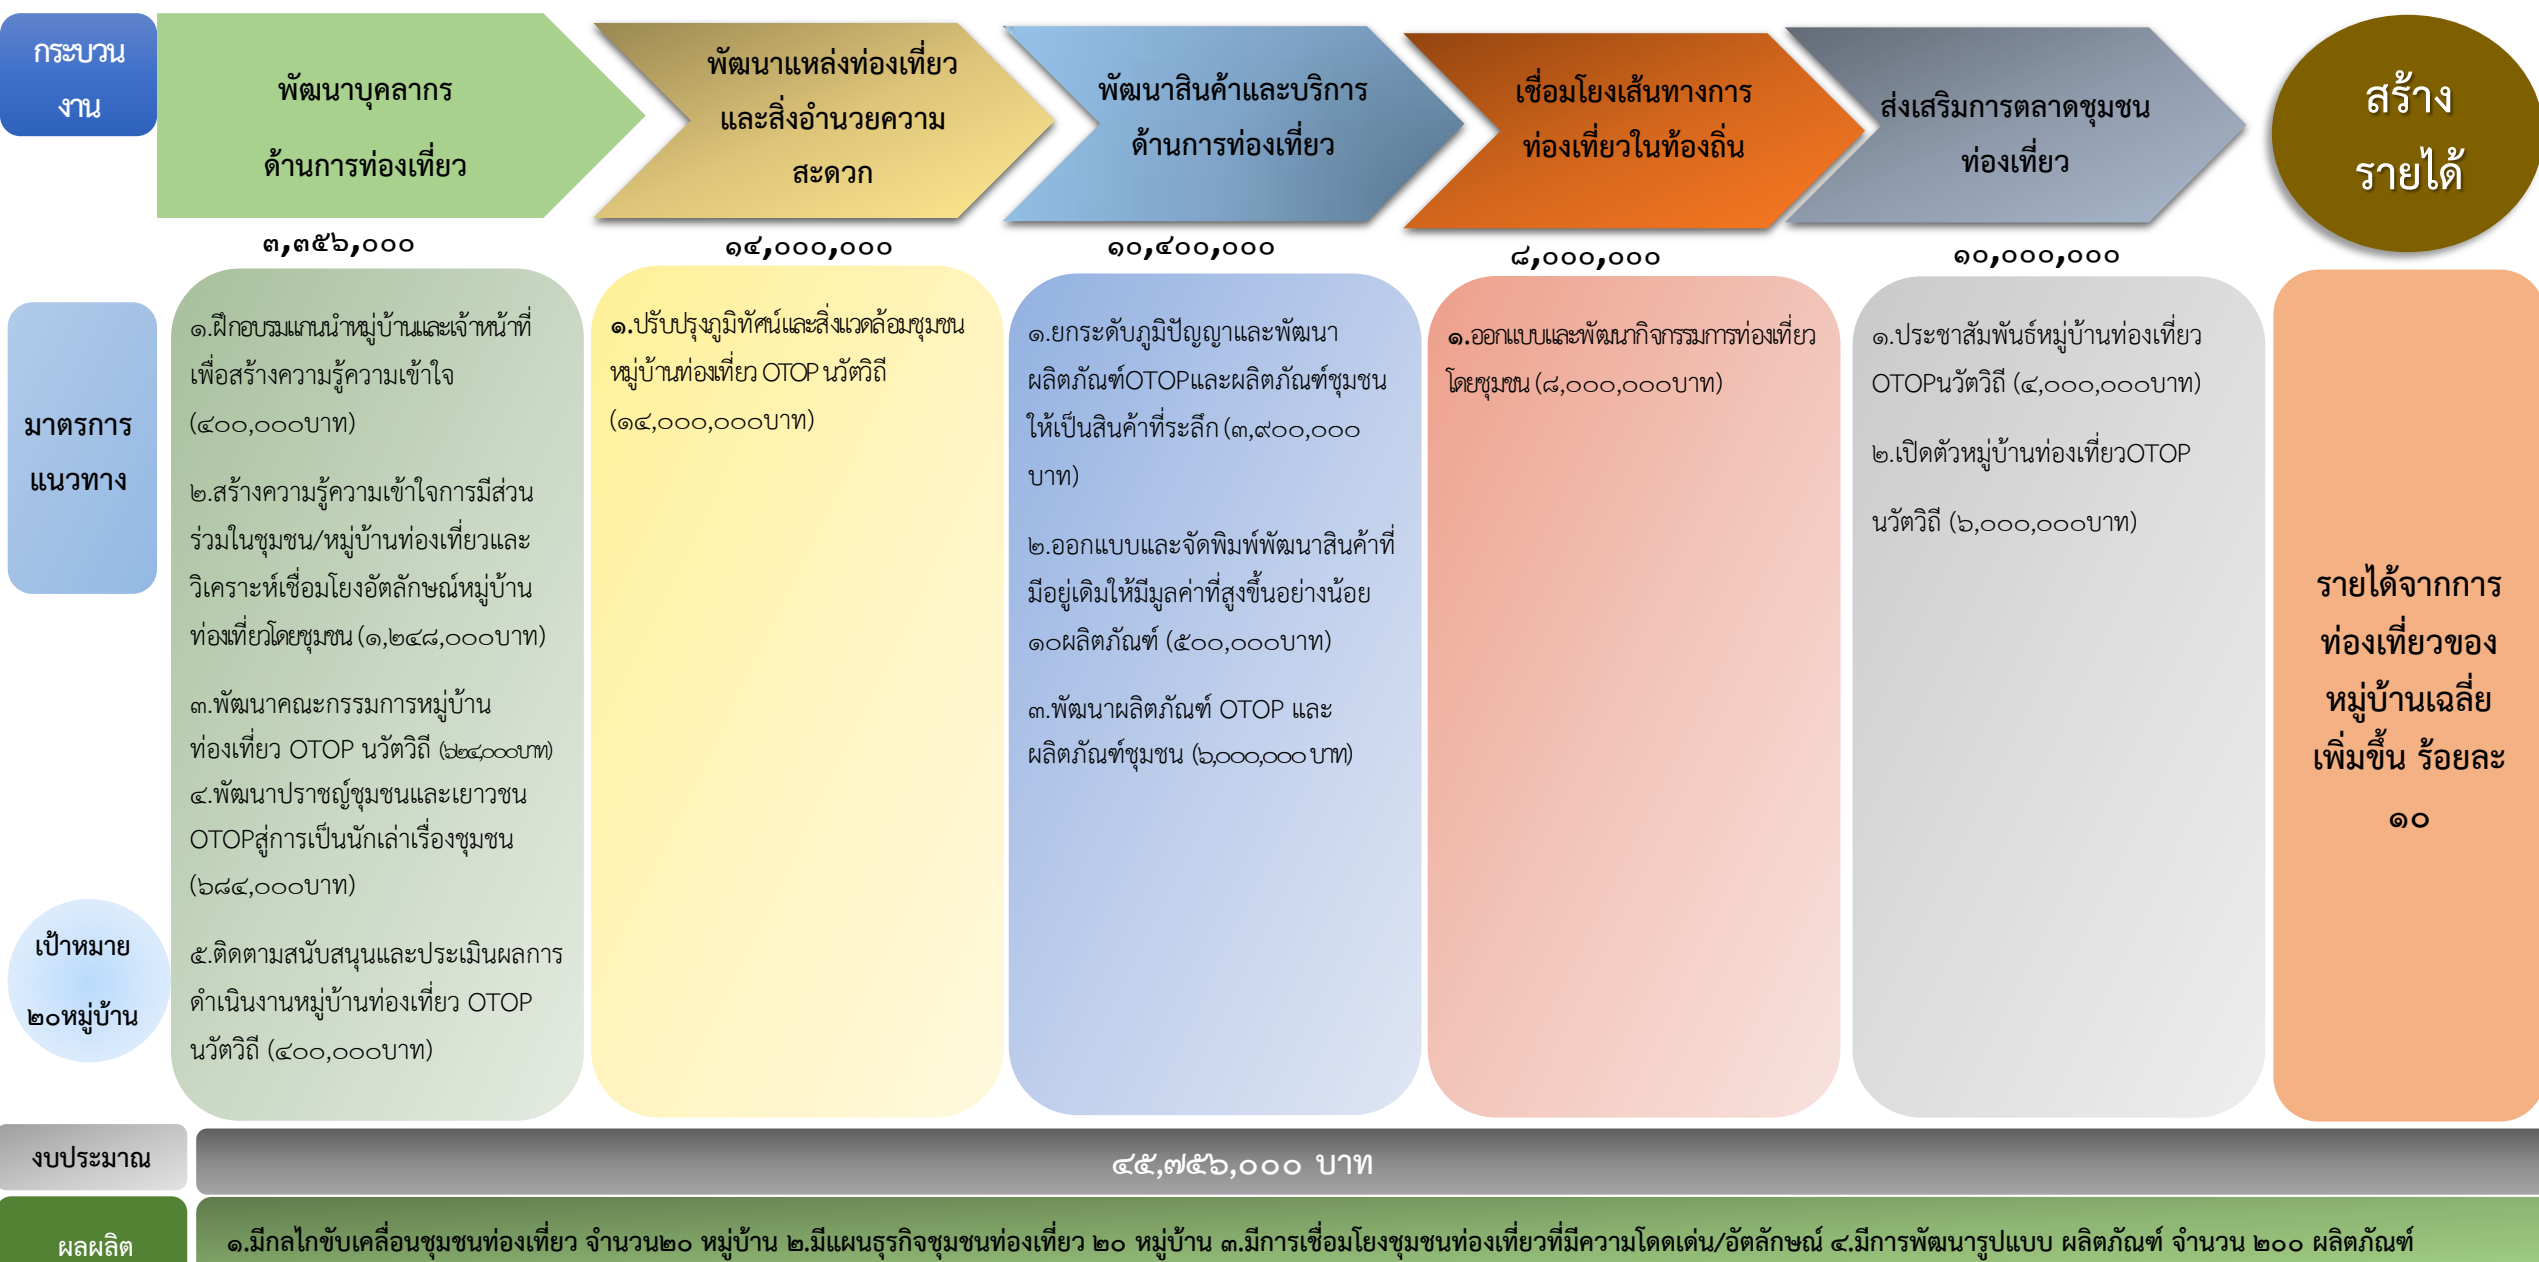 กระบวน
งาน
พัฒนาบุคลากร
ด้านการท่องเที่ยว
พัฒนาแหล่งท่องเที่ยว
และสิ่งอำนวยความ
สะดวก
พัฒนาสินค้าและบริการ
ด้านการท่องเที่ยว
เชื่อมโยงเส้นทางการ
ท่องเที่ยวในท้องถิ่น
ส่งเสริมการตลาดชุมชน
ท่องเที่ยว
สร้าง
รายได้
๓,๓๕๖,๐๐๐
๑๔,๐๐๐,๐๐๐
๑๐,๔๐๐,๐๐๐
๘,๐๐๐,๐๐๐
๑๐,๐๐๐,๐๐๐
มาตรการ
แนวทาง
๑.ฝึกอบรมแกนนำหมู่บ้านและเจ้าหน้าที่
เพื่อสร้างความรู้ความเข้าใจ
(๔๐๐,๐๐๐บาท)
๒.สร้างความรู้ความเข้าใจการมีส่วน
ร่วมในชุมชน/หมู่บ้านท่องเที่ยวและ
วิเคราะห์เชื่อมโยงอัตลักษณ์หมู่บ้าน
ท่องเที่ยวโดยชุมชน (๑,๒๔๘,๐๐๐บาท)
๓.พัฒนาคณะกรรมการหมู่บ้าน
ท่องเที่ยว OTOP นวัตวิถี (๖๒๔,๐๐๐บาท)
๔.พัฒนาปราชญ์ชุมชนและเยาวชน
OTOPสู่การเป็นนักเล่าเรื่องชุมชน
(๖๘๔,๐๐๐บาท)
๕.ติดตามสนับสนุนและประเมินผลการ
ดำเนินงานหมู่บ้านท่องเที่ยว OTOP
นวัตวิถี (๔๐๐,๐๐๐บาท)
๑.ปรับปรุงภูมิทัศน์และสิ่งแวดล้อมชุมชน
หมู่บ้านท่องเที่ยว OTOP นวัตวิถี
(๑๔,๐๐๐,๐๐๐บาท)
๑.ยกระดับภูมิปัญญาและพัฒนา
ผลิตภัณฑ์OTOPและผลิตภัณฑ์ชุมชน
ให้เป็นสินค้าที่ระลึก (๓,๙๐๐,๐๐๐
บาท)
๒.ออกแบบและจัดพิมพ์พัฒนาสินค้าที่
มีอยู่เดิมให้มีมูลค่าที่สูงขึ้นอย่างน้อย
๑๐ผลิตภัณฑ์ (๕๐๐,๐๐๐บาท)
๓.พัฒนาผลิตภัณฑ์ OTOP และ
ผลิตภัณฑ์ชุมชน (๖,๐๐๐,๐๐๐ บาท)
๑.ออกแบบและพัฒนากิจกรรมการท่องเที่ยว
โดยชุมชน (๘,๐๐๐,๐๐๐บาท)
๑.ประชาสัมพันธ์หมู่บ้านท่องเที่ยว
OTOPนวัตวิถี (๔,๐๐๐,๐๐๐บาท)
๒.เปิดตัวหมู่บ้านท่องเที่ยวOTOP
นวัตวิถี (๖,๐๐๐,๐๐๐บาท)
รายได้จากการ
ท่องเที่ยวของ
หมู่บ้านเฉลี่ย
เพิ่มขึ้น ร้อยละ
๑๐
เป้าหมาย
๒๐หมู่บ้าน
งบประมาณ
๔๕,๗๕๖,๐๐๐ บาท
ผลผลิต
๑.มีกลไกขับเคลื่อนชุมชนท่องเที่ยว จำนวน๒๐ หมู่บ้าน ๒.มีแผนธุรกิจชุมชนท่องเที่ยว ๒๐ หมู่บ้าน ๓.มีการเชื่อมโยงชุมชนท่องเที่ยวที่มีความโดดเด่น/อัตลักษณ์ ๔.มีการพัฒนารูปแบบ ผลิตภัณฑ์ จำนวน ๒๐๐ ผลิตภัณฑ์